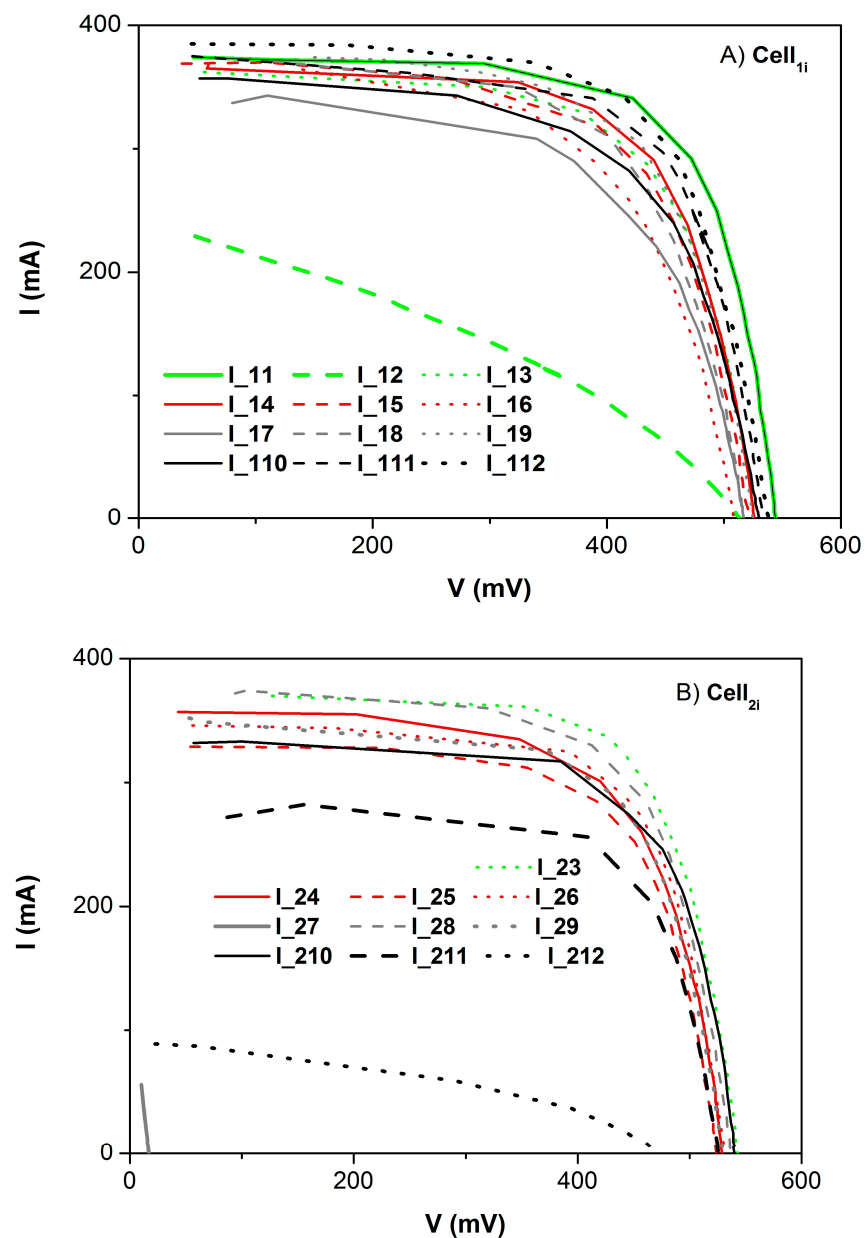 400
A) Cell1i
I (mA)
200
I_11 I_12 I_13
I_14 I_15 I_16
I_17 I_18 I_19
I_110 I_111 I_112
0
0 200 400 600
V (mV)
400
B) Cell2i
I (mA)
I_23
200
I_24 I_25 I_26
I_27 I_28 I_29
I_210 I_211 I_212
0
0 200 400 600
V (mV)